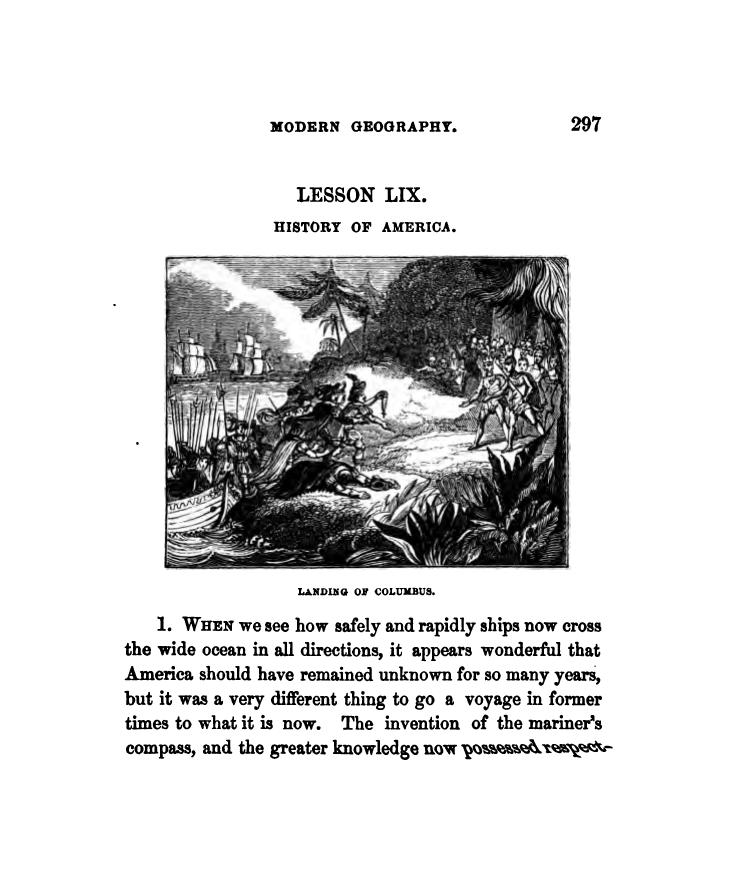 MODERN GEOGRAPHY. 297
LESSON LIX.
HISTORY OF AMERICA.
LANDING OF COLUMBUS.
1. WHEN we see how safely and rapidly ships now cross
the wide ocean in all directions, it appears wonderful that
America should have remained unknown for so many years,
but it was a very different thing to go a voyage in former
times to what it is now. The invention of the mariner's
compass, and the greater knowledge now possessed respect-